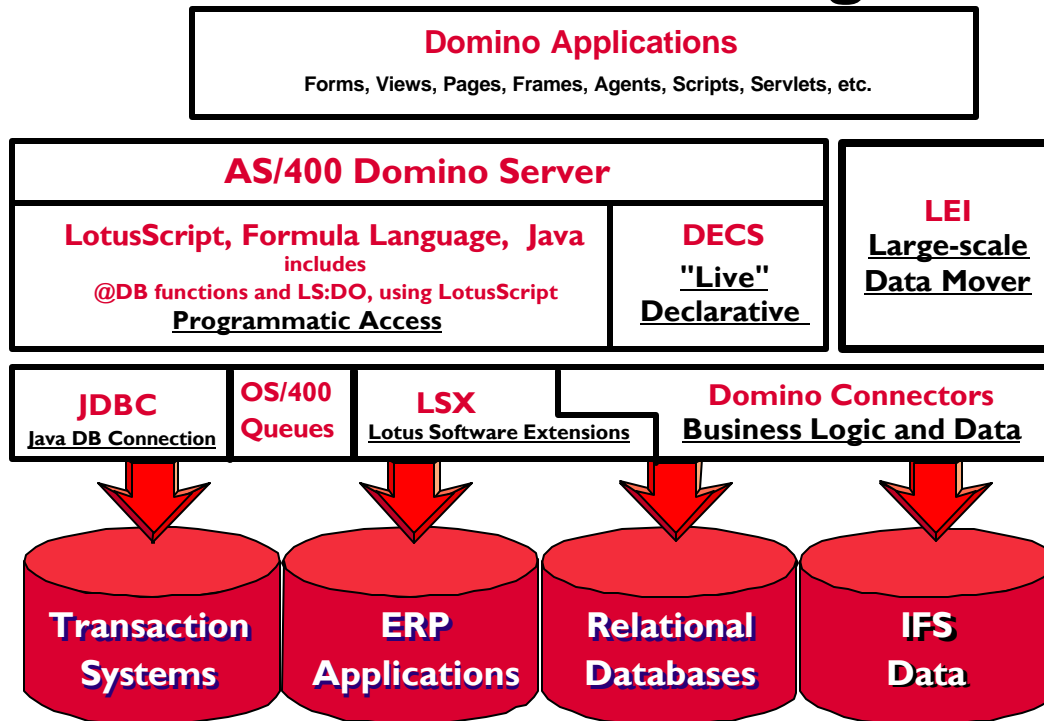 Domino Applications
Forms, Views, Pages, Frames, Agents, Scripts, Servlets, etc.
AS/400 Domino Server
LotusScript, Formula Language, Java
includes
@DB functions and LS:DO, using LotusScript
Programmatic Access
DECS
"Live"
Declarative
LEI
Large-scale
Data Mover
JDBC
Java DB Connection
OS/400
Queues
LSX
Lotus Software Extensions
Domino Connectors
Business Logic and Data
Transaction
Systems
ERP
Applications
Relational
Databases
IFS
Data